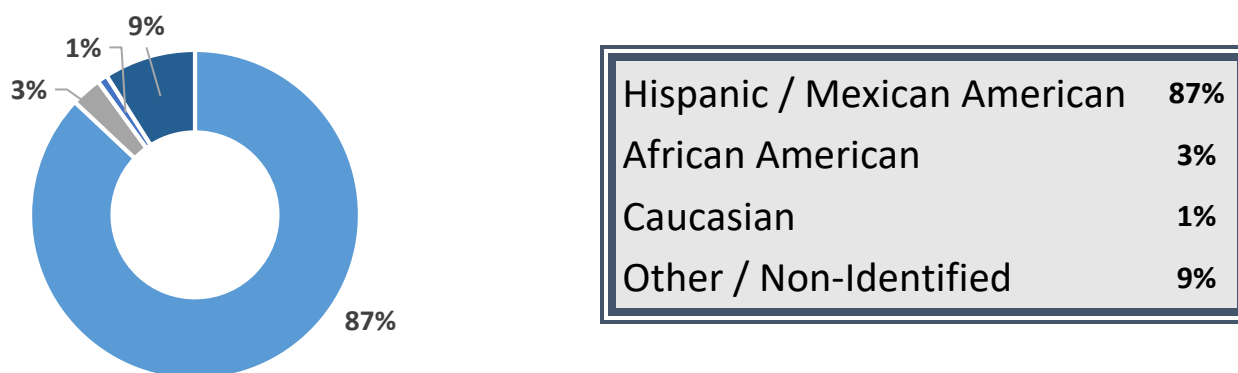 9%
1%
3%
87%
Hispanic / Mexican American 87%
African American 3%
Caucasian 1%
Other / Non-Identified 9%